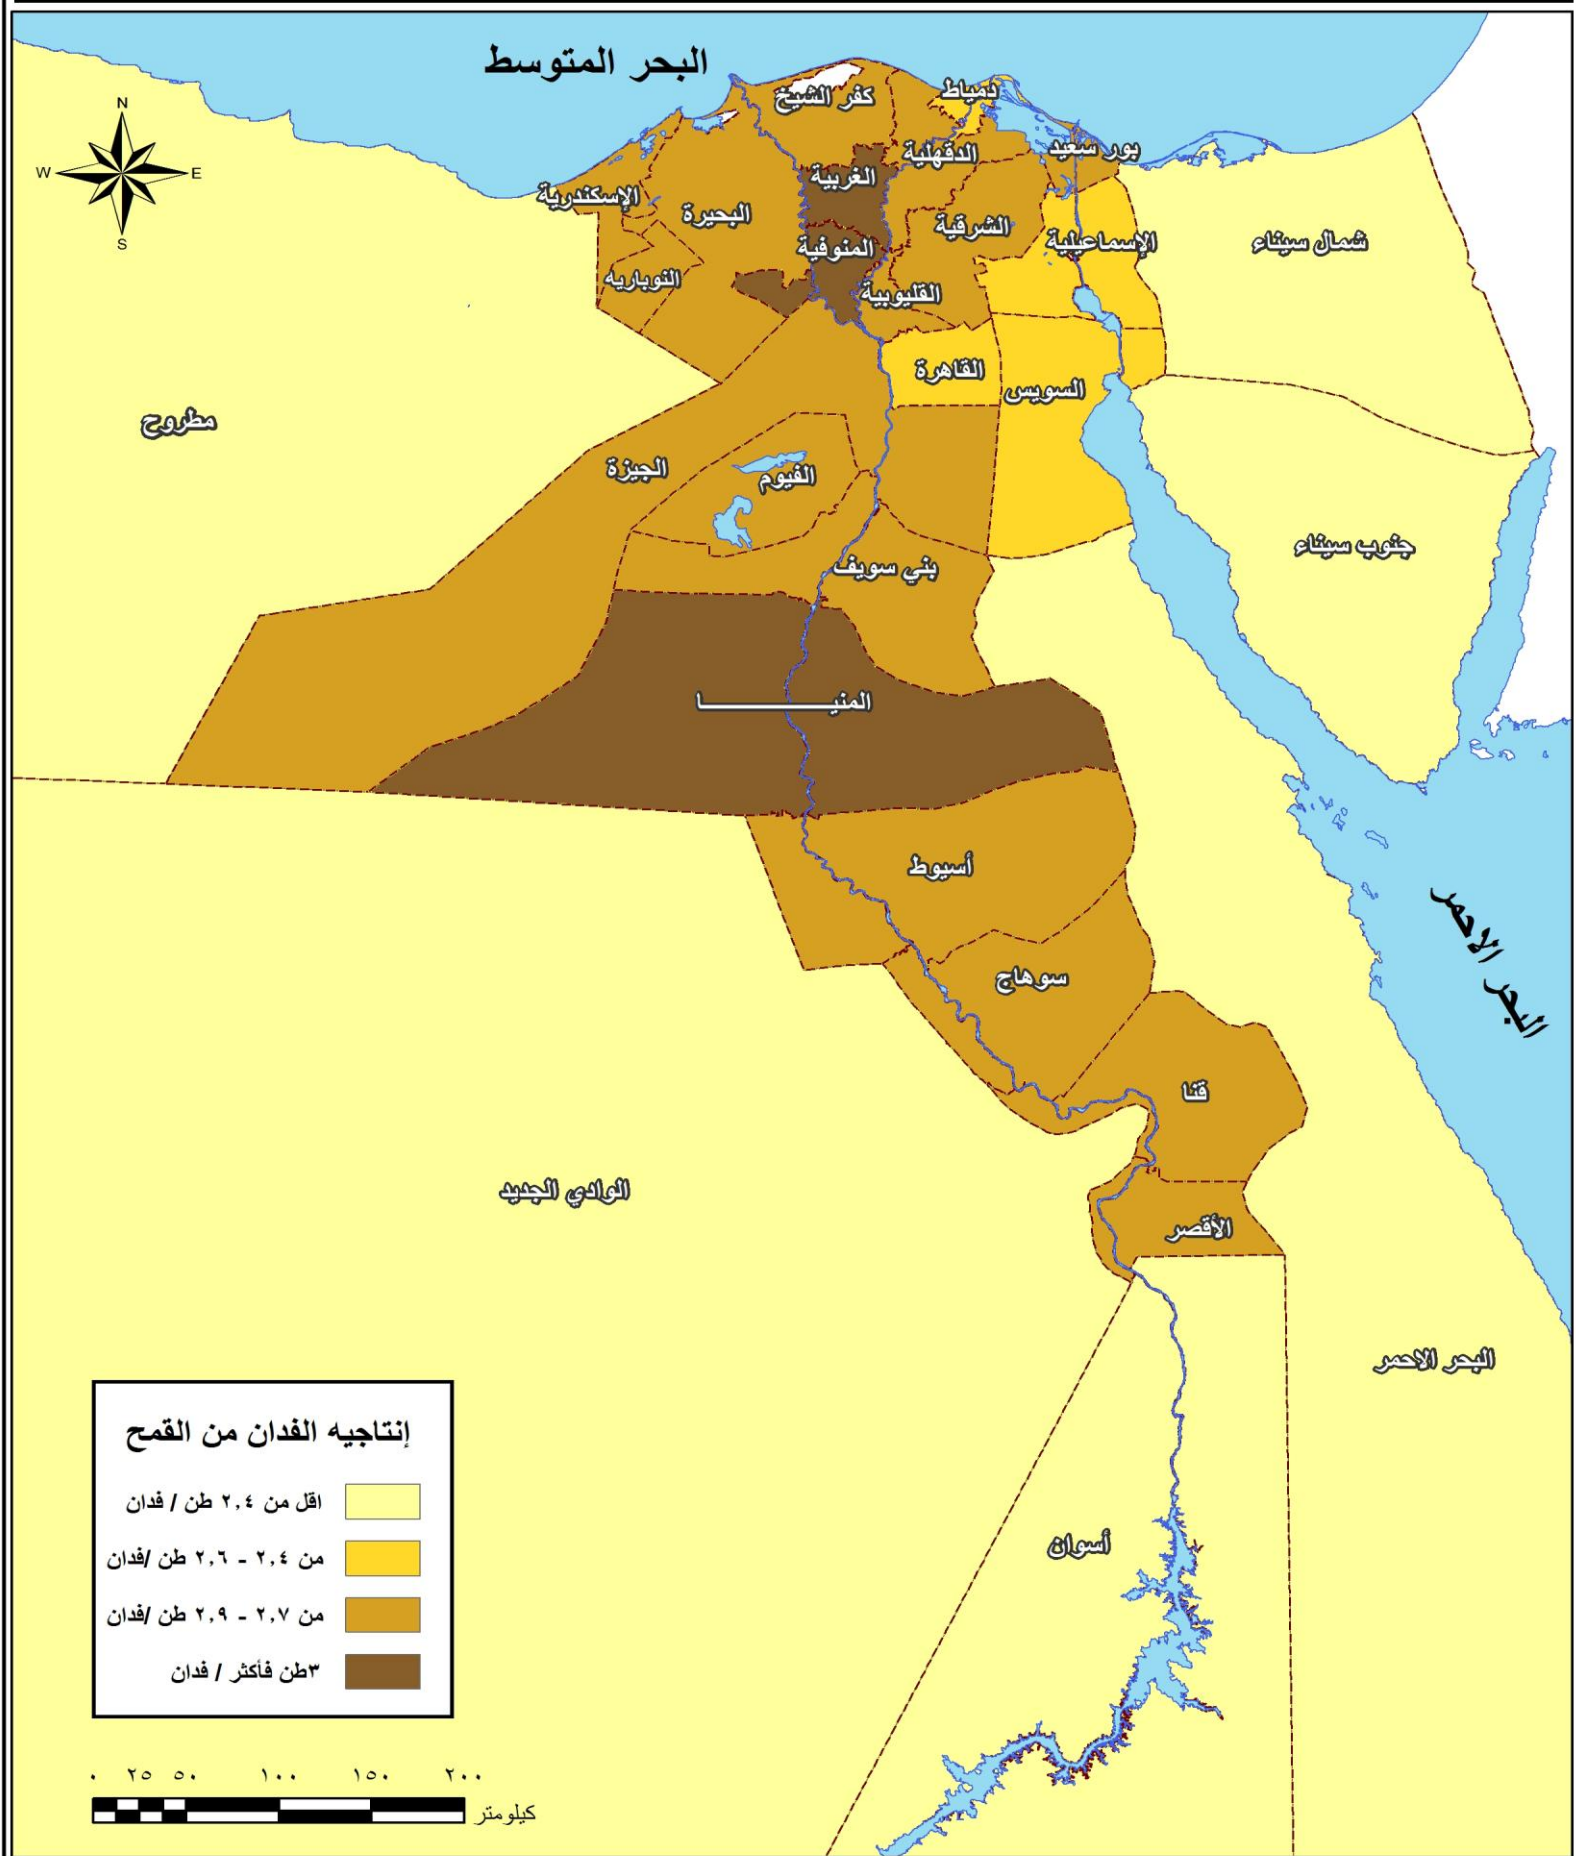 البحر المتوسط
N
W
E
S
دمياط
كفر الشيخ
بور سعيد
الدقهلية
الغربية
الإسكندرية
البحيرة
الشرقية
الإسماعيلية
شمال سيناء
المنوفية
النوباريه
القليوبية
القاهرة
السويس
مطروح
الجيزة
الفيوم
جنوب سيناء
بني سويف
المنيـــــــــــــا
أسيوط
البحر الاحمر
سوهاج
قنا
الوادي الجديد
الأقصر
البحر الاحمر
أسوان
إنتاجيه الفدان من القمح
اقل من ٢,٤ طن / فدان
من ٢,٤ - ٢,٦ طن /فدان
من ٢,٧ - ٢,٩ طن /فدان
٣طن فأكثر / فدان
٠ ٢٥ ٥٠ ١٠٠ ١٥٠ ٢٠٠
كيلومتر